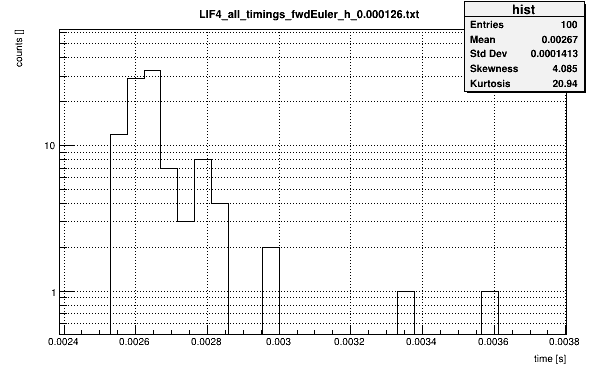 LIF4_all_timings_fwdEuler_h_0.000126.txt
hist
Entries 100
Mean 0.00267
Std Dev 0.0001413
Skewness 4.085
Kurtosis 20.94
counts []
10
1
0.0024 0.0026 0.0028 0.003 0.0032 0.0034 0.0036 0.0038
time [s]